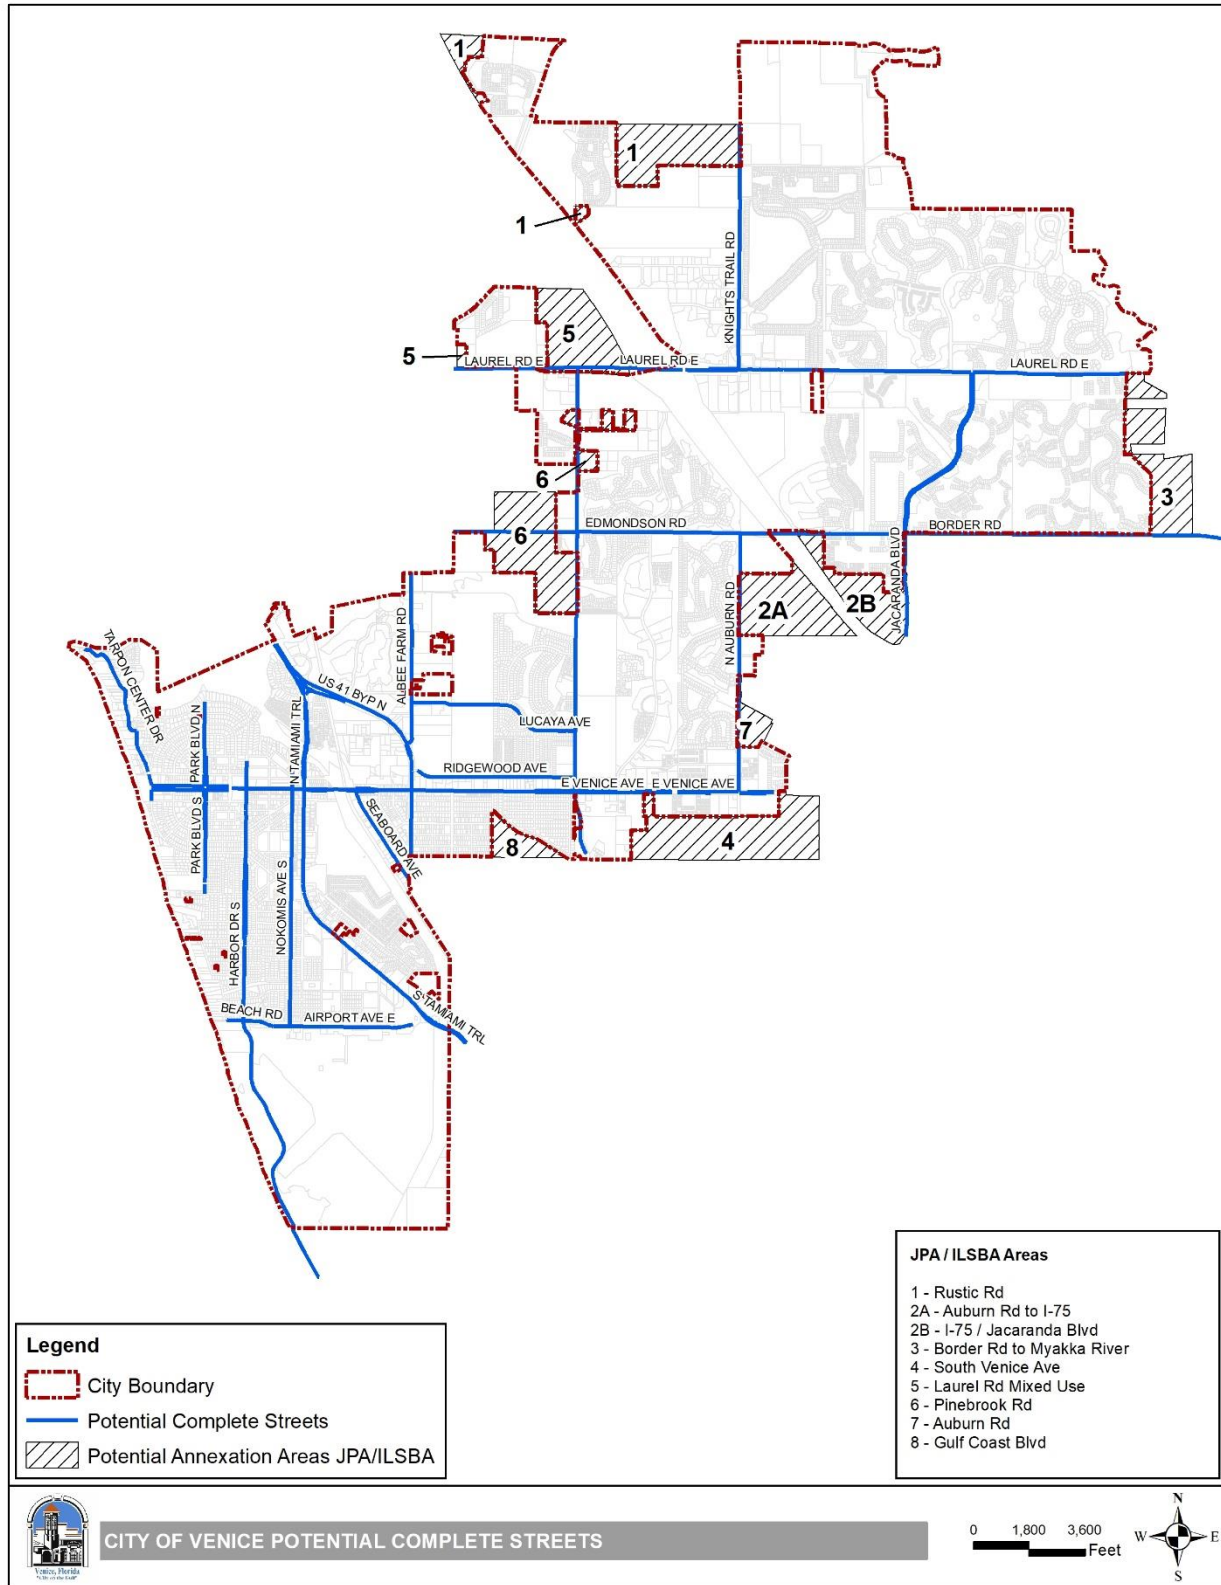 1
1
1
KNIGHTS TRAIL RD
5
5
LAUREL RD E
LAUREL RD E
LAUREL RD E
6
3
6
EDMONDSON RD
BORDER RD
JACARANDA BLVD
2A
2B
N AUBURN RD
ALBEE FARM RD
TARPON CENTER DR
US 41 BYP N
LUCAYA AVE
7
PARK BLVD N
N TAMIAMI TRL
RIDGEWOOD AVE
E VENICE AVE
E VENICE AVE
PARK BLVD S
SEABOARD AVE
8
4
HARBOR DR S
NOKOMIS AVE S
BEACH RD
AIRPORT AVE E
S TAMIAMI TRL
JPA / ILSBA Areas
1 - Rustic Rd
2A - Auburn Rd to I-75
2B - I-75 / Jacaranda Blvd
3 - Border Rd to Myakka River
4 - South Venice Ave
5 - Laurel Rd Mixed Use
6 - Pinebrook Rd
7 - Auburn Rd
8 - Gulf Coast Blvd
Legend
City Boundary
Potential Complete Streets
Potential Annexation Areas JPA/ILSBA
Venice, Florida
"City on the Gulf"
CITY OF VENICE POTENTIAL COMPLETE STREETS
0 1,800 3,600
Feet
N
W E
S